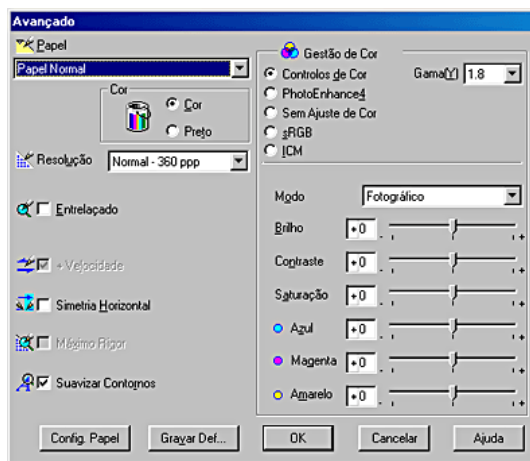 Avançado
Papel
Papel Normal
Cor
Cor
Preto
Resolução
Normal - 360 ppp
Entrelaçado
+ Velocidade
Simetria Horizontal
Máximo Rigor
Suavizar Contornos
Gestão de Cor
Controlos de Cor
Gama(Y) 1.8
PhotoEnhance4
Sem Ajuste de Cor
sRGB
ICM
Modo Fotográfico
Brilho +0 - +
Contraste +0 - +
Saturação +0 - +
Azul +0 - +
Magenta +0 - +
Amarelo +0 - +
Config. Papel
Gravar Def...
OK
Cancelar
Ajuda